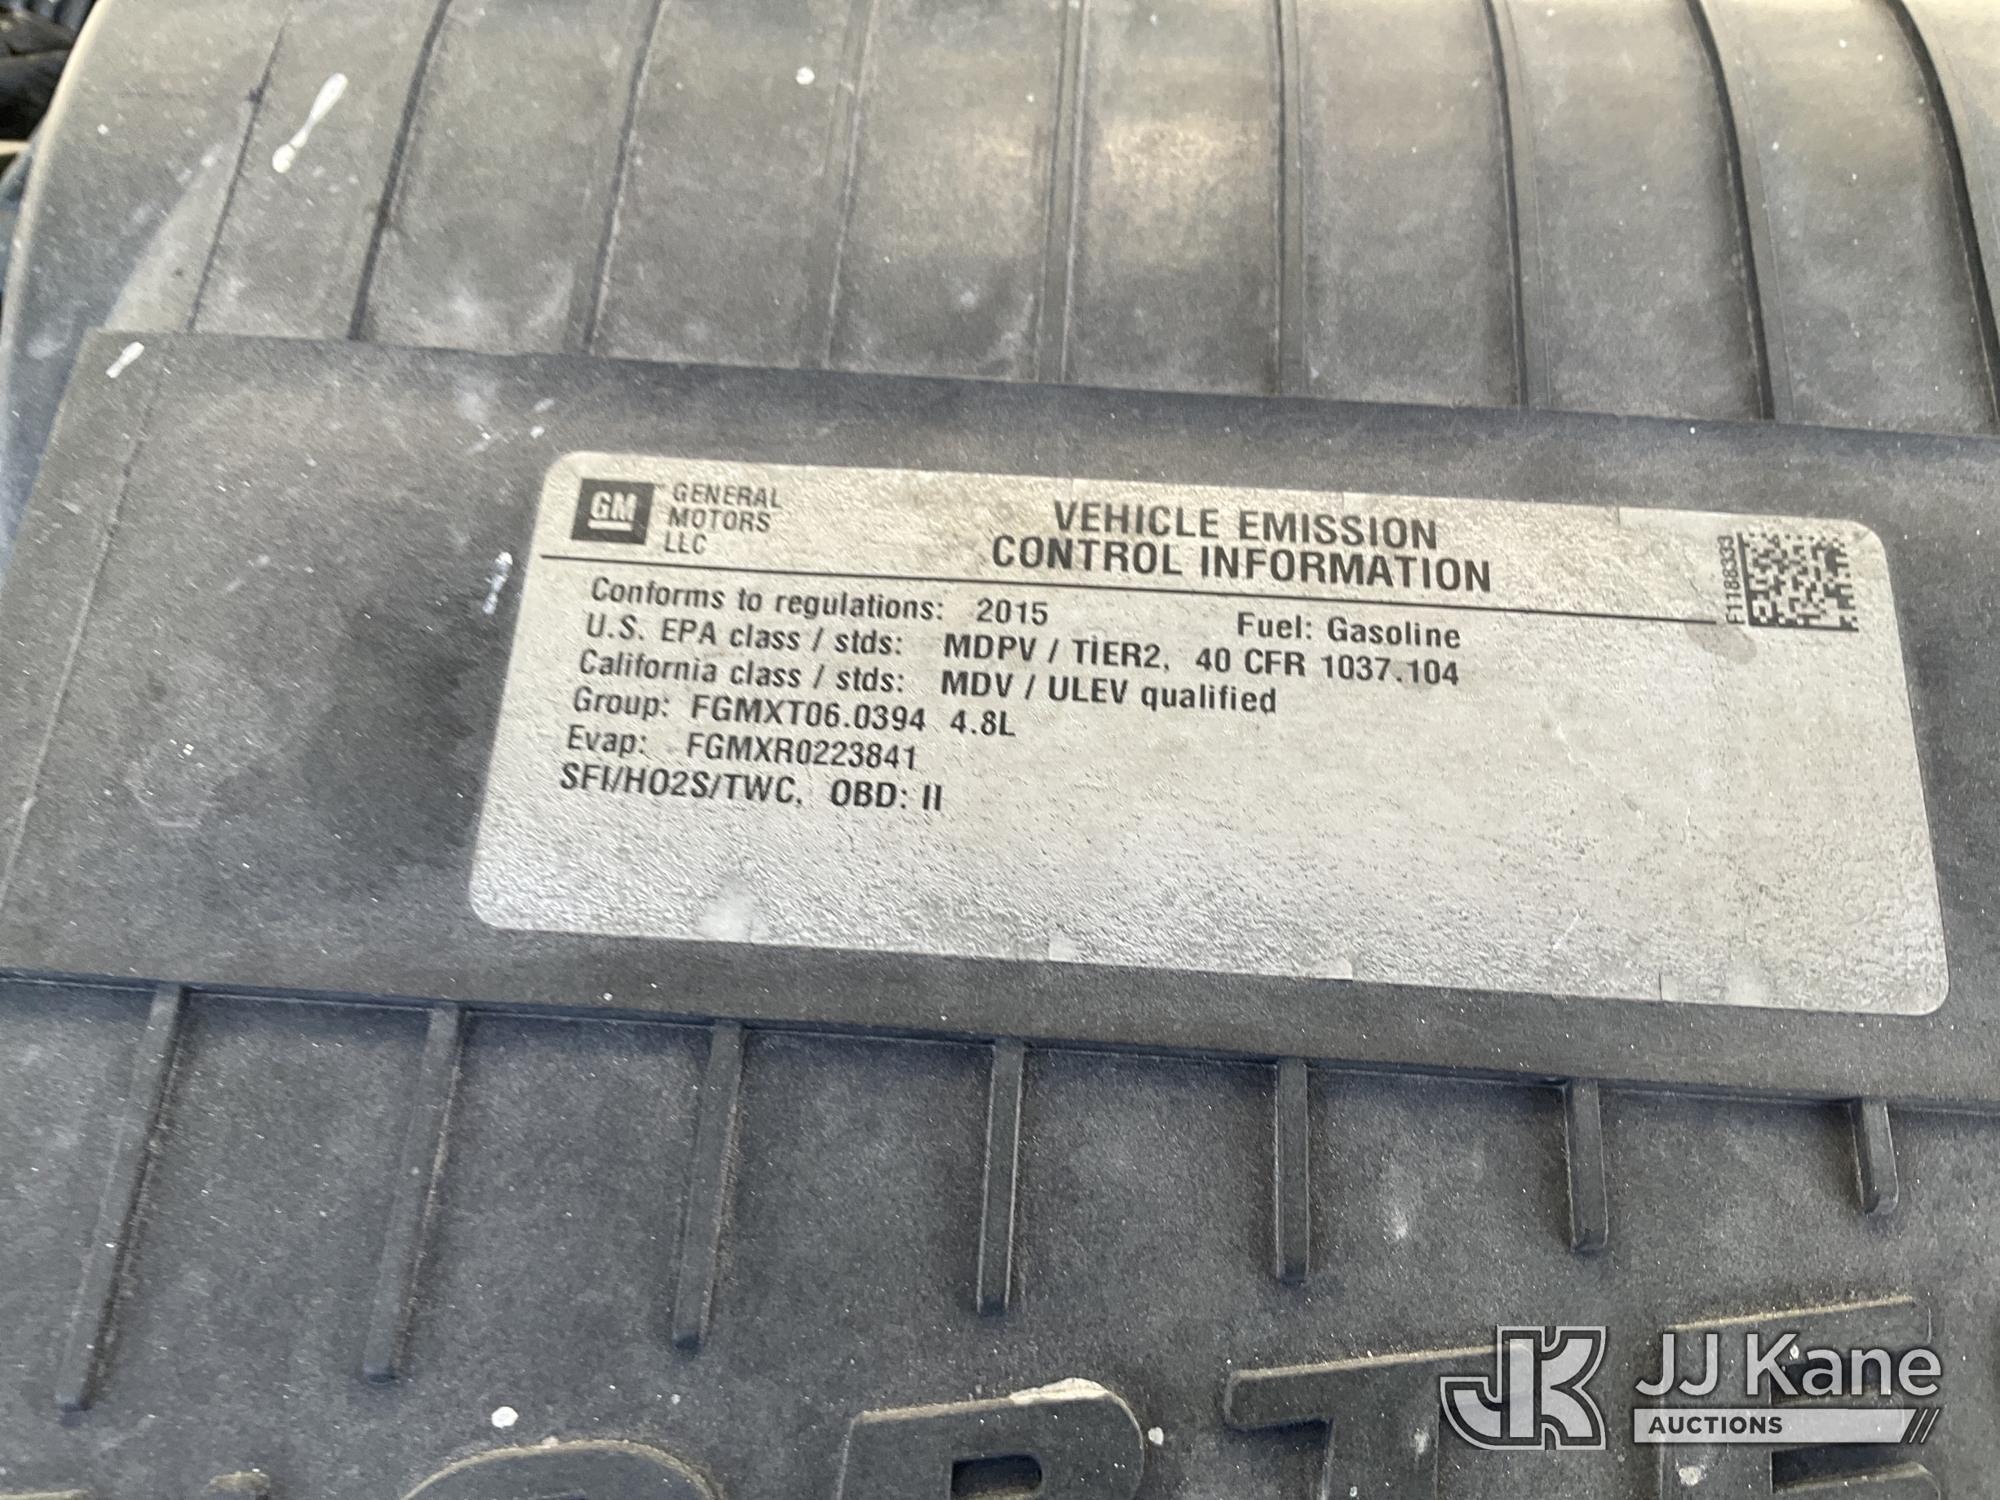 GM GENERAL
MOTORS
LLC
VEHICLE EMISSION
CONTROL INFORMATION
F1188333
Conforms to regulations: 2015 Fuel: Gasoline
U.S. EPA class / stds: MDPV / TIER2, 40 CFR 1037.104
California class / stds: MDV / ULEV qualified
Group: FGMXT06.0394 4.8L
Evap: FGMXR0223841
SFI/HO2S/TWC, OBD: II
JK JJ Kane
AUCTIONS